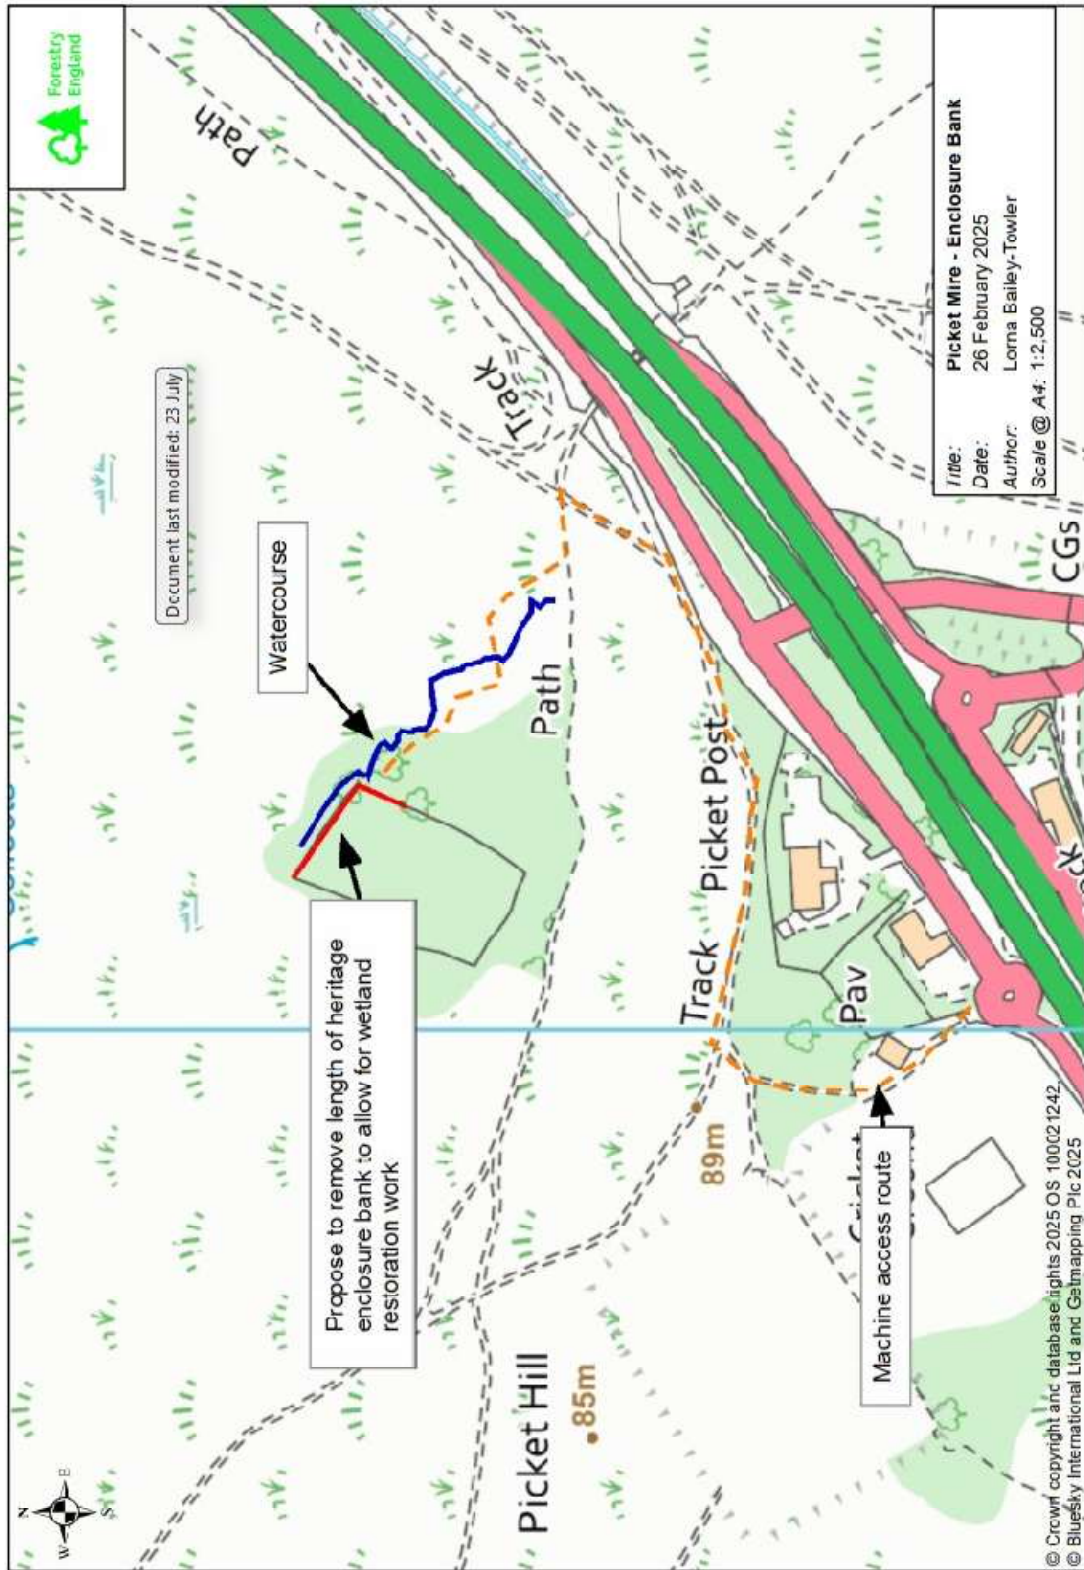 Forestry
England
Path
Document last modified: 23 July
Track
Watercourse
Propose to remove length of heritage
enclosure bank to allow for wetland
restoration work
Path
Picket Hill
85m
89m
Track
Picket Post
Pav
Machine access route
CGs
N
W
E
S
Title: Picket Mire - Enclosure Bank
Date: 26 February 2025
Author: Lorna Bailey-Towler
Scale @ A4: 1:2,500
© Crown copyright and database rights 2025 OS 100021242.
© Bluesky International Ltd and Getmapping Plc 2025